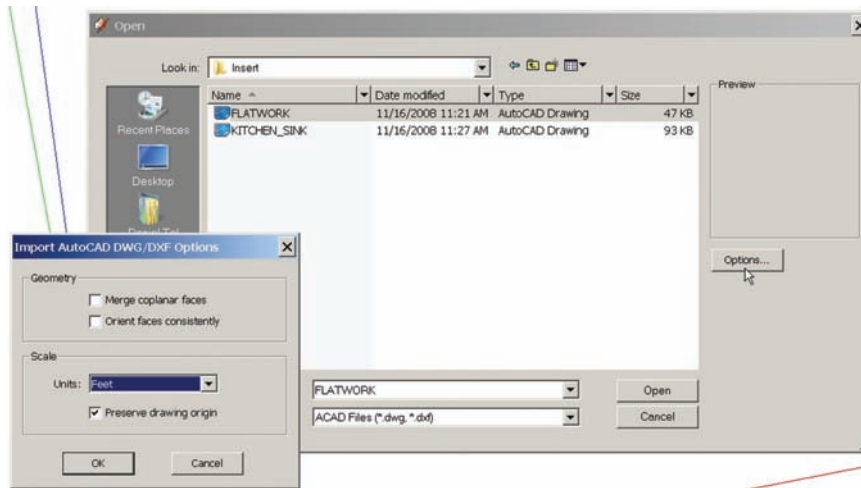 Open
Look in: Insert
Name Date modified Type Size
FLATWORK 11/16/2008 11:21 AM AutoCAD Drawing 47 KB
KITCHEN_SINK 11/16/2008 11:27 AM AutoCAD Drawing 93 KB
Recent Places
Desktop
Preview
Options...
FLATWORK
Open
ACAD Files (*.dwg, *.dxf)
Cancel
Import AutoCAD DWG/DXF Options
Geometry
Merge coplanar faces
Orient faces consistently
Scale
Units: Feet
Preserve drawing origin
OK Cancel